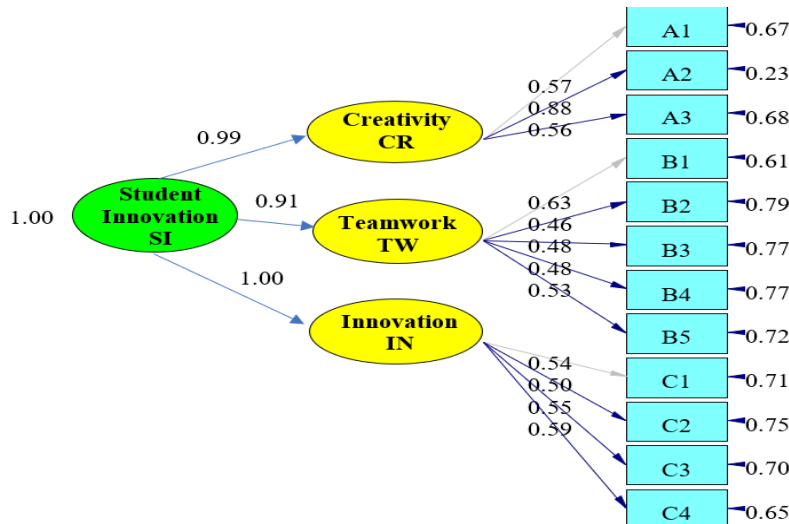 1.00
Student
Innovation
SI
0.99
0.91
1.00
Creativity
CR
Teamwork
TW
Innovation
IN
0.57
0.88
0.56
0.63
0.46
0.48
0.48
0.53
0.54
0.50
0.55
0.59
A1
0.67
A2
0.23
A3
0.68
B1
0.61
B2
0.79
B3
0.77
B4
0.77
B5
0.72
C1
0.71
C2
0.75
C3
0.70
C4
0.65